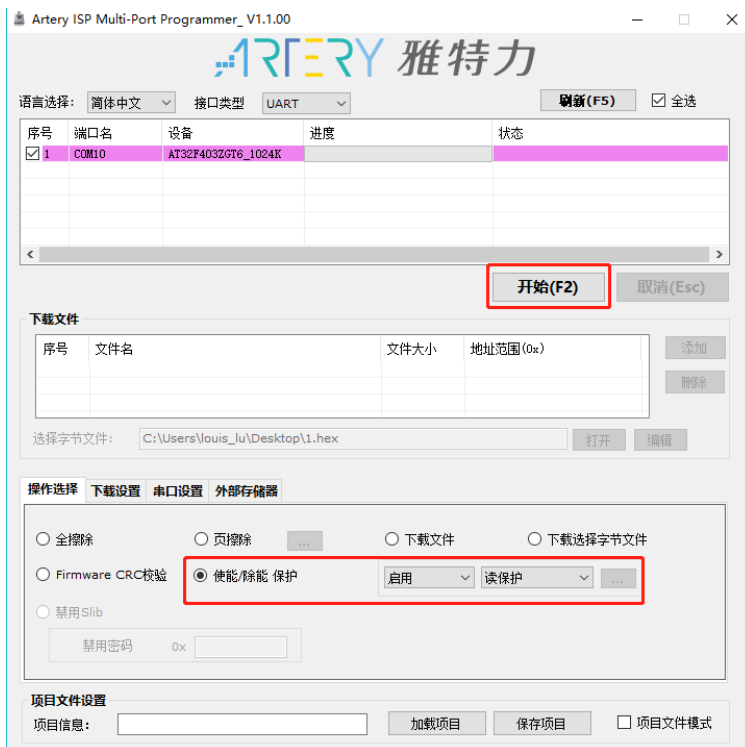 Artery ISP Multi-Port Programmer_ V1.1.00
ARTERY 雅特力
语言选择: 简体中文 接口类型 UART 刷新(F5) 全选
序号 端口名 设备 进度 状态
1 COM10 AT32F403ZGT6_1024K
开始(F2) 取消(Esc)
下载文件
序号 文件名 文件大小 地址范围(0x)
添加
删除
选择字节文件: C:\Users\louis_lu\Desktop\1.hex 打开 编辑
操作选择 下载设置 串口设置 外部存储器
全擦除 页擦除 ... 下载文件 下载选择字节文件
Firmware CRC校验 使能/除能 保护 启用 读保护 ...
禁用Slib
禁用密码 0x
项目文件设置
项目信息: 加载项目 保存项目 项目文件模式